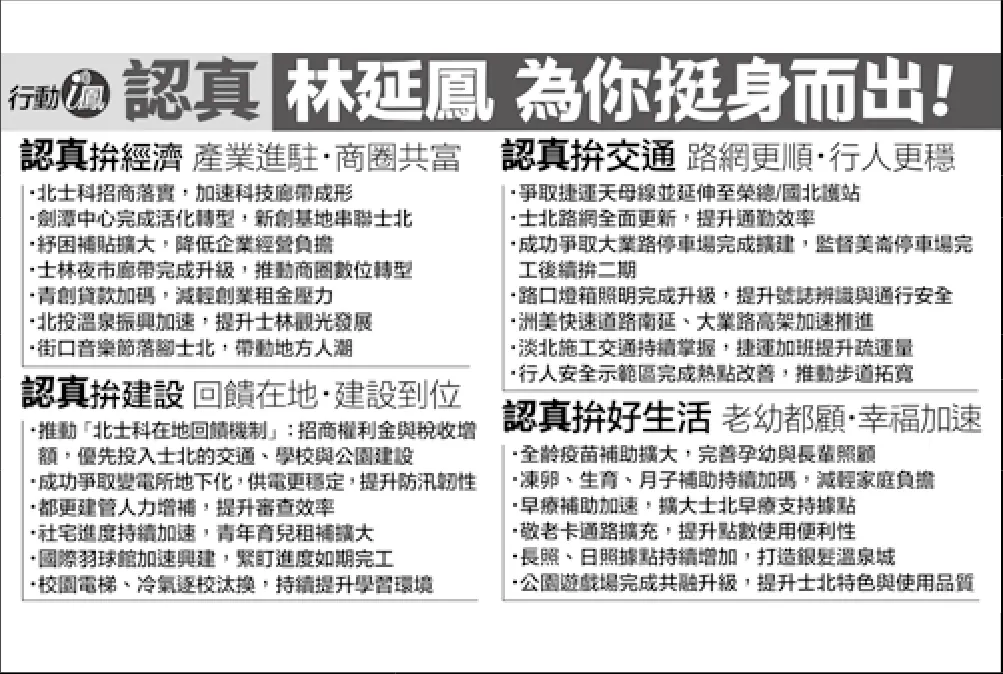 行動i鳳 認真 林延鳳 為你挺身而出!
認真拚經濟 產業進駐·商圈共富
·北士科招商落實，加速科技廊帶成形
·劍潭中心完成活化轉型，新創基地串聯士北
·紓困補貼擴大，降低企業經營負擔
·士林夜市廊帶完成升級，推動商圈數位轉型
·青創貸款加碼，減輕創業租金壓力
·北投溫泉振興加速，提升士林觀光發展
·街口音樂節落腳士北，帶動地方人潮
認真拚建設 回饋在地·建設到位
·推動「北士科在地回饋機制」：招商權利金與稅收增
額，優先投入士北的交通、學校與公園建設
·成功爭取變電所地下化，供電更穩定，提升防汛韌性
·都更建管人力增補，提升審查效率
·社宅進度持續加速，青年育兒租補擴大
·國際羽球館加速興建，緊盯進度如期完工
·校園電梯、冷氣逐校汰換，持續提升學習環境
認真拚交通 路網更順·行人更穩
·爭取捷運天母線並延伸至榮總/國北護站
·士北路網全面更新，提升通勤效率
·成功爭取大業路停車場完成擴建，監督美崙停車場完
工後續拚二期
·路口燈箱照明完成升級，提升號誌辨識與通行安全
·洲美快速道路南延、大業路高架加速推進
·淡北施工交通持續掌握，捷運加班提升疏運量
·行人安全示範區完成熱點改善，推動步道拓寬
認真拚好生活 老幼都顧·幸福加速
·全齡疫苗補助擴大，完善孕幼與長輩照顧
·凍卵、生育、月子補助持續加碼，減輕家庭負擔
·早療補助加速，擴大士北早療支持據點
·敬老卡通路擴充，提升點數使用便利性
·長照、日照據點持續增加，打造銀髮溫泉城
·公園遊戲場完成共融升級，提升士北特色與使用品質